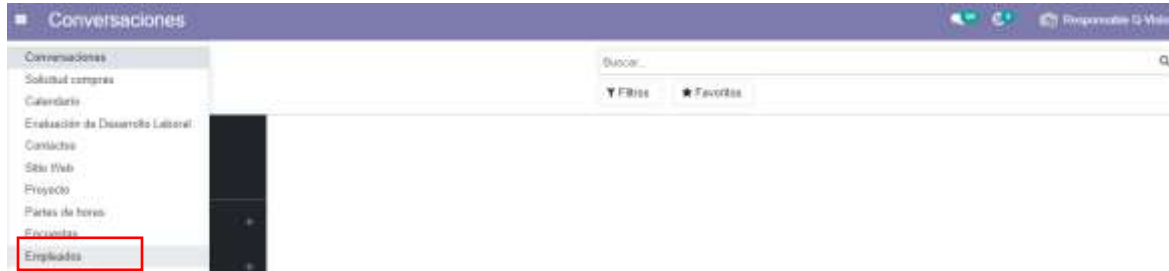 Conversaciones
Responsable Q-Visio
Conversaciones
Solicitud compras
Calendario
Evaluación de Desarrollo Laboral
Contactos
Sitio Web
Proyecto
Partes de horas
Encuestas
Empleados
Buscar...
Filtros
Favoritos